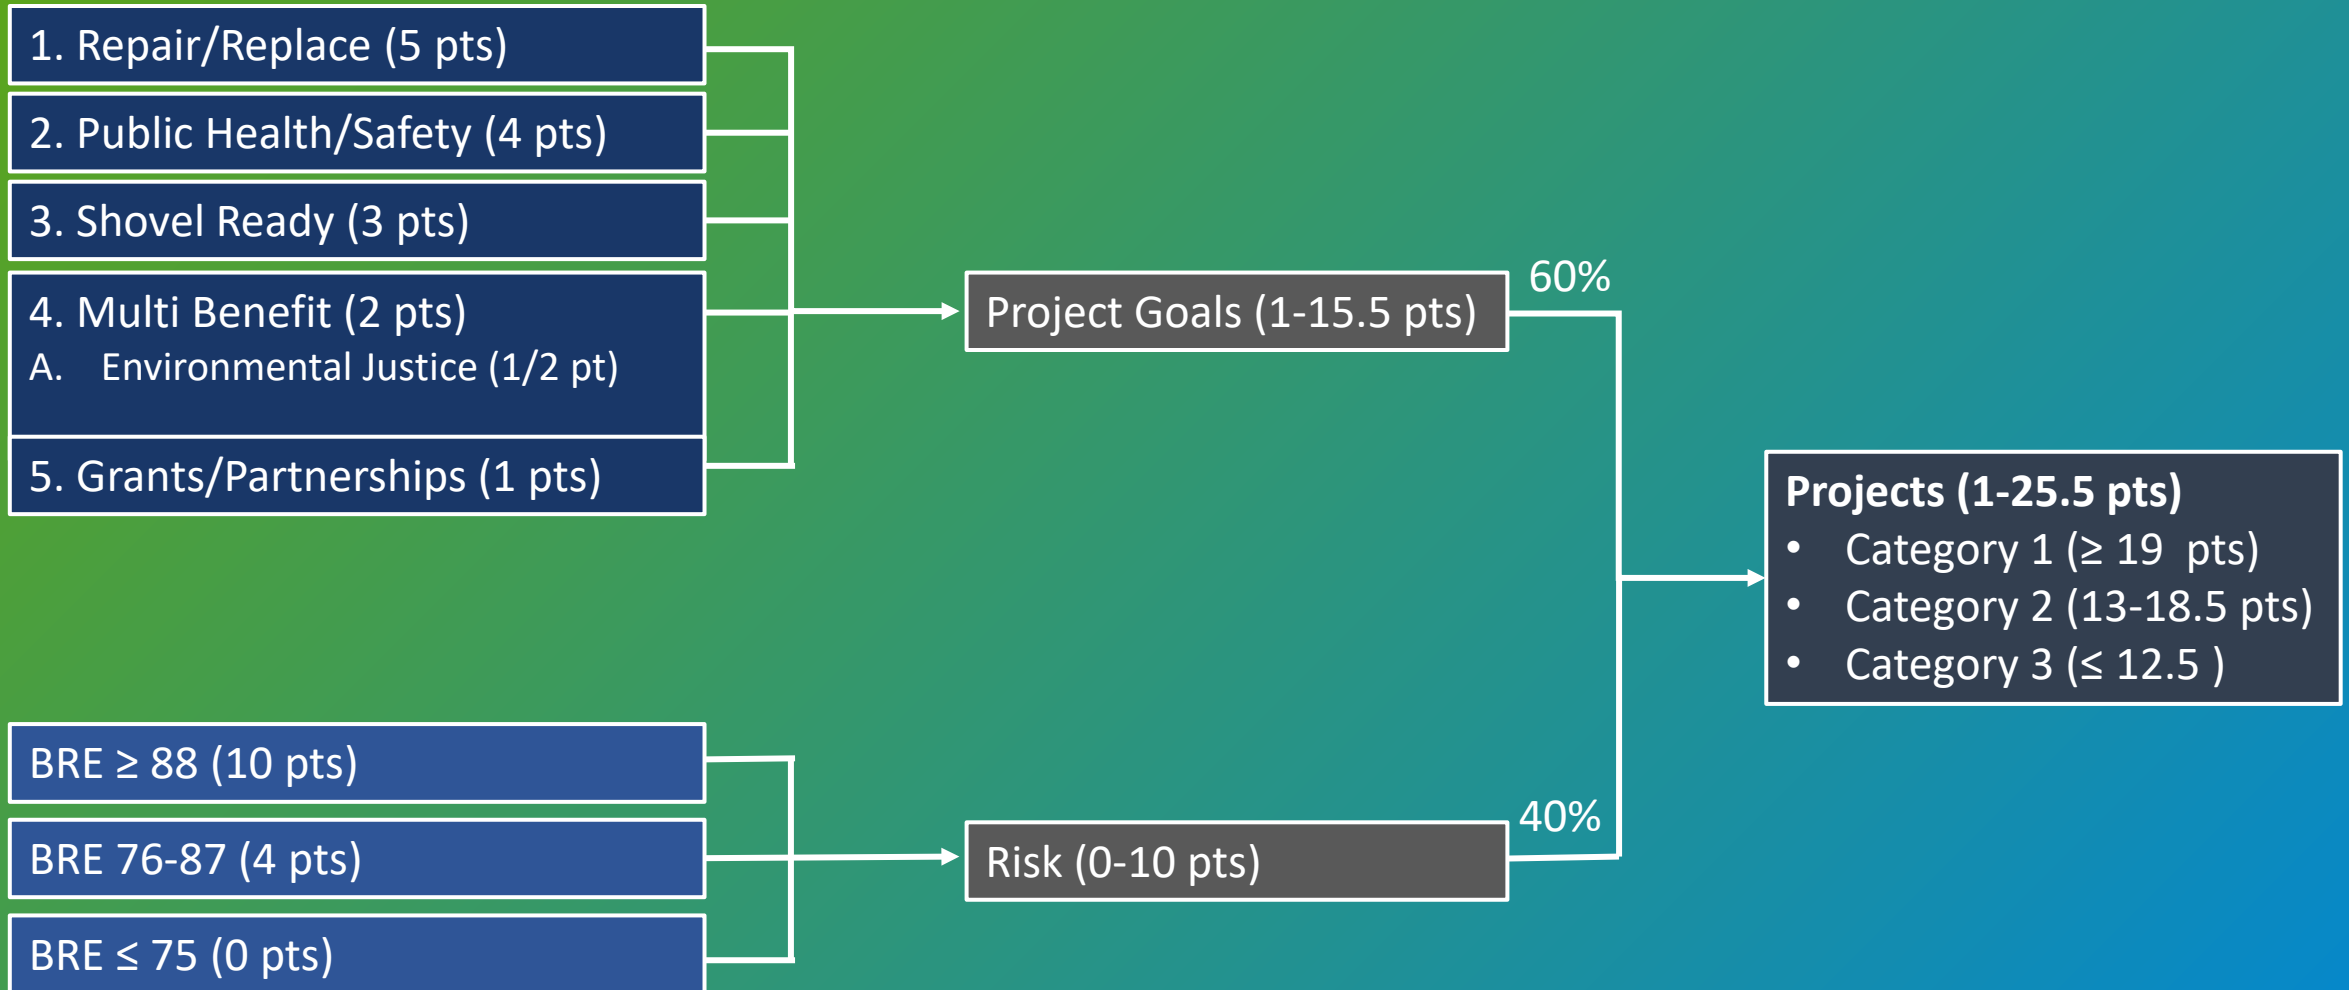 1. Repair/Replace (5 pts)
2. Public Health/Safety (4 pts)
3. Shovel Ready (3 pts)
4. Multi Benefit (2 pts)
A. Environmental Justice (1/2 pt)
5. Grants/Partnerships (1 pts)
Project Goals (1-15.5 pts)
60%
BRE ≥ 88 (10 pts)
BRE 76-87 (4 pts)
BRE ≤ 75 (0 pts)
Risk (0-10 pts)
40%
Projects (1-25.5 pts)
• Category 1 (≥ 19  pts)
• Category 2 (13-18.5 pts)
• Category 3 (≤ 12.5 )